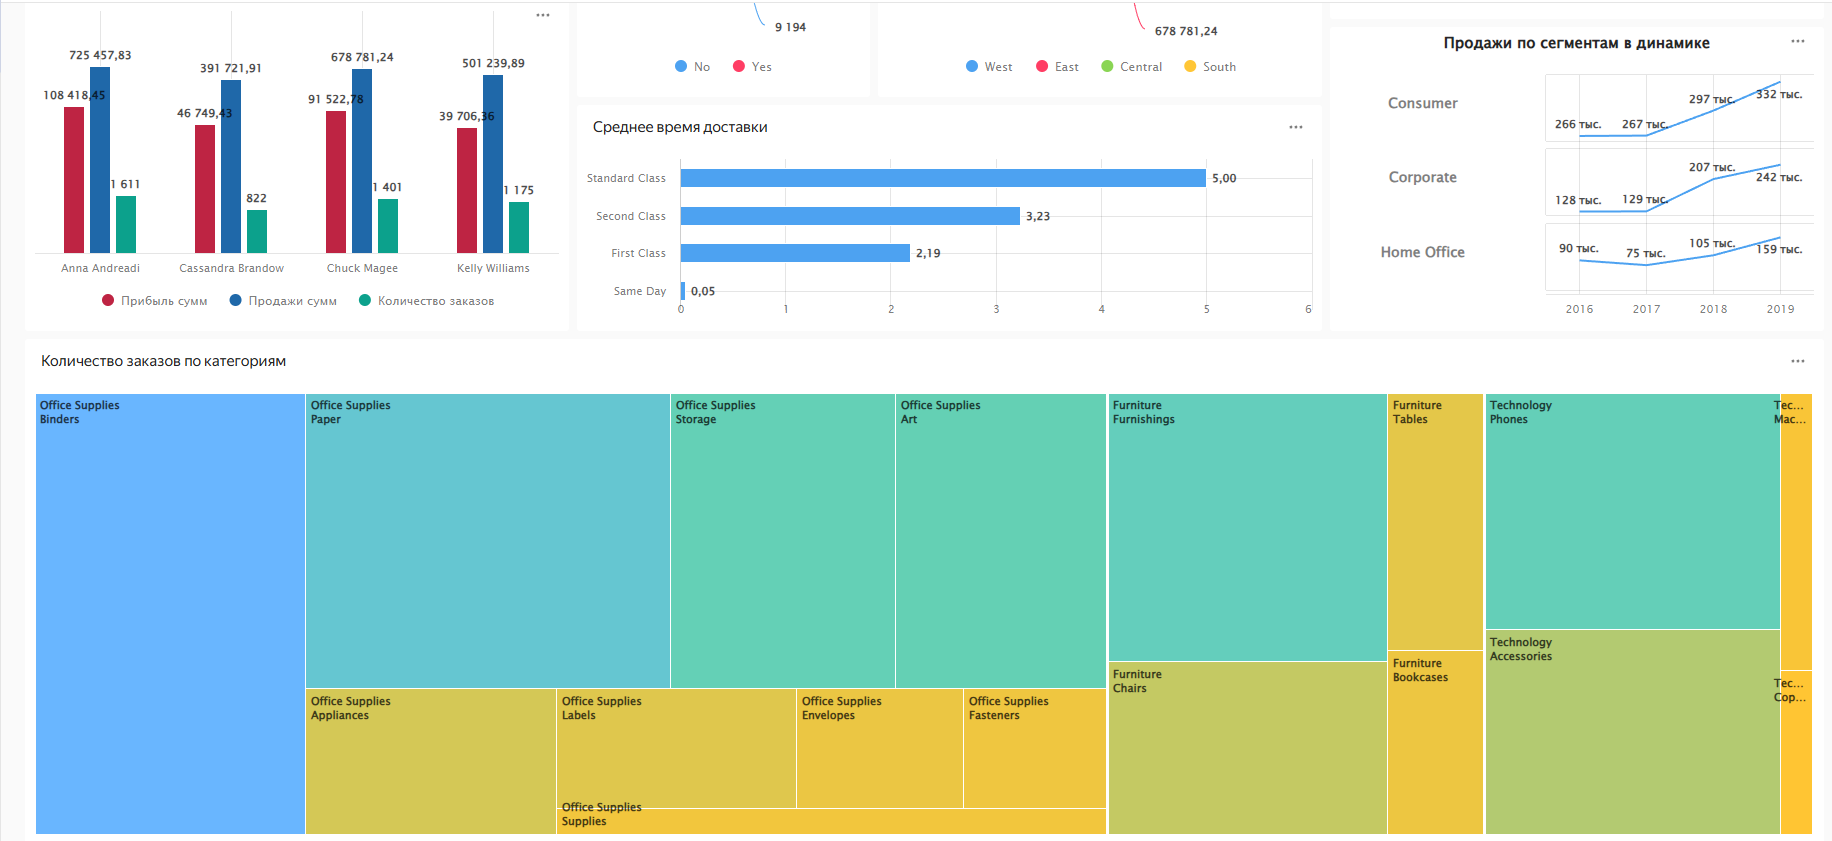 725 457,83
391 721,91
678 781,24
501 239,89
108 418,45
46 749,43
91 522,78
39 706,36
1 611
822
1 401
1 175
Anna Andreadi
Cassandra Brandow
Chuck Magee
Kelly Williams
Прибыль сумм
Продажи сумм
Количество заказов
9 194
No
Yes
678 781,24
West
East
Central
South
Среднее время доставки
Standard Class
5,00
Second Class
3,23
First Class
2,19
Same Day
0,05
0
1
2
3
4
5
6
Продажи по сегментам в динамике
Consumer
266 тыс.
267 тыс.
297 тыс.
332 тыс.
Corporate
128 тыс.
129 тыс.
207 тыс.
242 тыс.
Home Office
90 тыс.
75 тыс.
105 тыс.
159 тыс.
2016
2017
2018
2019
Количество заказов по категориям
Office Supplies
Binders
Office Supplies
Paper
Office Supplies
Storage
Office Supplies
Art
Office Supplies
Appliances
Office Supplies
Labels
Office Supplies
Envelopes
Office Supplies
Fasteners
Office Supplies
Supplies
Furniture
Furnishings
Furniture
Tables
Furniture
Chairs
Furniture
Bookcases
Technology
Phones
Tec...
Mac...
Technology
Accessories
Tec...
Cop...